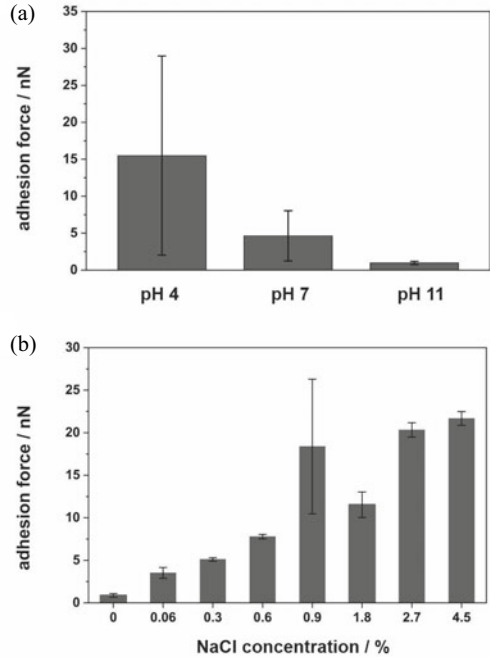 (a)
35
30
25
20
15
10
5
0
adhesion force / nN
pH 4 pH 7 pH 11
(b)
30
25
20
15
10
5
0
adhesion force / nN
0 0.06 0.3 0.6 0.9 1.8 2.7 4.5
NaCl concentration / %